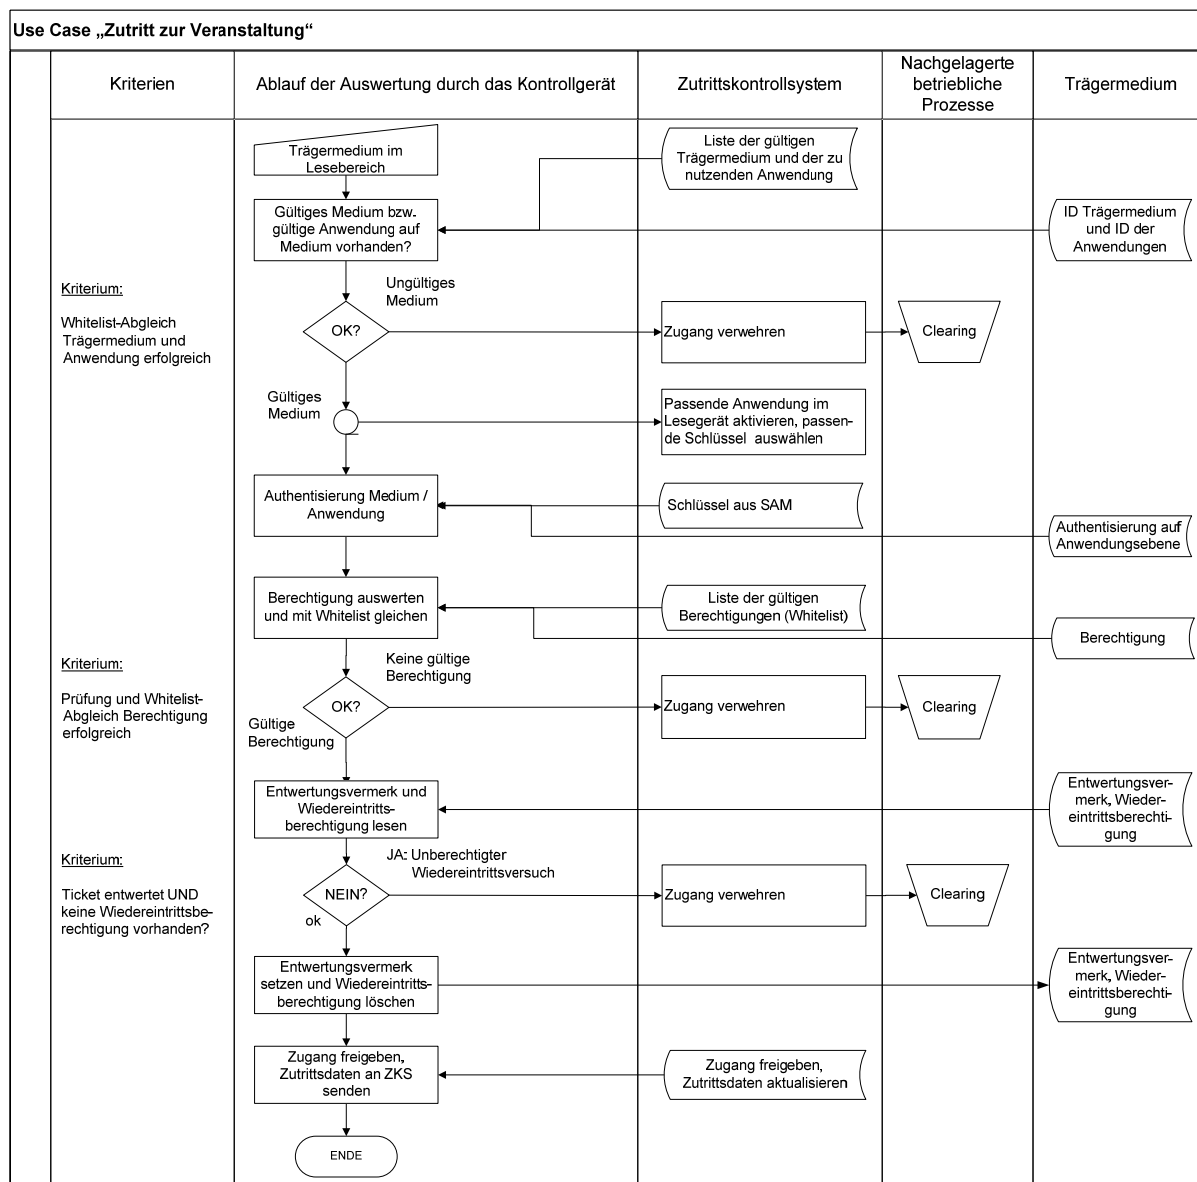 Use Case „Zutritt zur Veranstaltung“
Kriterien
Ablauf der Auswertung durch das Kontrollgerät
Zutrittskontrollsystem
Nachgelagerte
betriebliche
Prozesse
Trägermedium
Trägermedium im
Lesebereich
Liste der gültigen
Trägermedium und der zu
nutzenden Anwendung
Gültiges Medium bzw.
gültige Anwendung auf
Medium vorhanden?
ID Trägermedium
und ID der
Anwendungen
Kriterium:
Whitelist-Abgleich
Trägermedium und
Anwendung erfolgreich
Ungültiges
Medium
OK?
Zugang verwehren
Clearing
Gültiges
Medium
Passende Anwendung im
Lesegerät aktivieren, passen-
de Schlüssel auswählen
Authentisierung Medium /
Anwendung
Schlüssel aus SAM
Authentisierung auf
Anwendungsebene
Berechtigung auswerten
und mit Whitelist gleichen
Liste der gültigen
Berechtigungen (Whitelist)
Berechtigung
Kriterium:
Prüfung und Whitelist-
Abgleich Berechtigung
erfolgreich
Keine gültige
Berechtigung
OK?
Zugang verwehren
Clearing
Gültige
Berechtigung
Entwertungsvermerk und
Wiedereintritts-
berechtigung lesen
Entwertungsver-
merk, Wieder-
eintrittsberechti-
gung
Kriterium:
Ticket entwertet UND
keine Wiedereintrittsbe-
rechtigung vorhanden?
JA: Unberechtigter
Wiedereintrittsversuch
NEIN?
ok
Zugang verwehren
Clearing
Entwertungsvermerk
setzen und Wiedereintritts-
berechtigung löschen
Entwertungsver-
merk, Wieder-
eintrittsberechti-
gung
Zugang freigeben,
Zutrittsdaten an ZKS
senden
Zugang freigeben,
Zutrittsdaten aktualisieren
ENDE